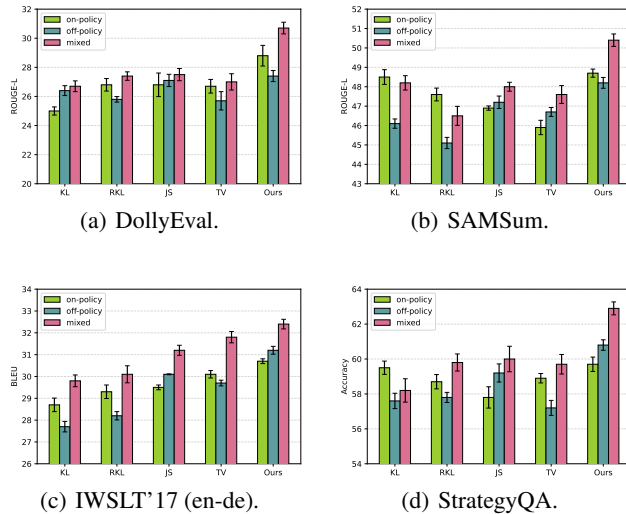 32
30
28
26
24
22
20
ROUGE-L
on-policy
off-policy
mixed
KL
RKL
JS
TV
Ours
(a) DollyEval.
51
50
49
48
47
46
45
44
43
ROUGE-L
on-policy
off-policy
mixed
KL
RKL
JS
TV
Ours
(b) SAMSum.
34
33
32
31
30
29
28
27
26
BLEU
on-policy
off-policy
mixed
KL
RKL
JS
TV
Ours
(c) IWSLT'17 (en-de).
64
62
60
58
56
54
Accuracy
on-policy
off-policy
mixed
KL
RKL
JS
TV
Ours
(d) StrategyQA.